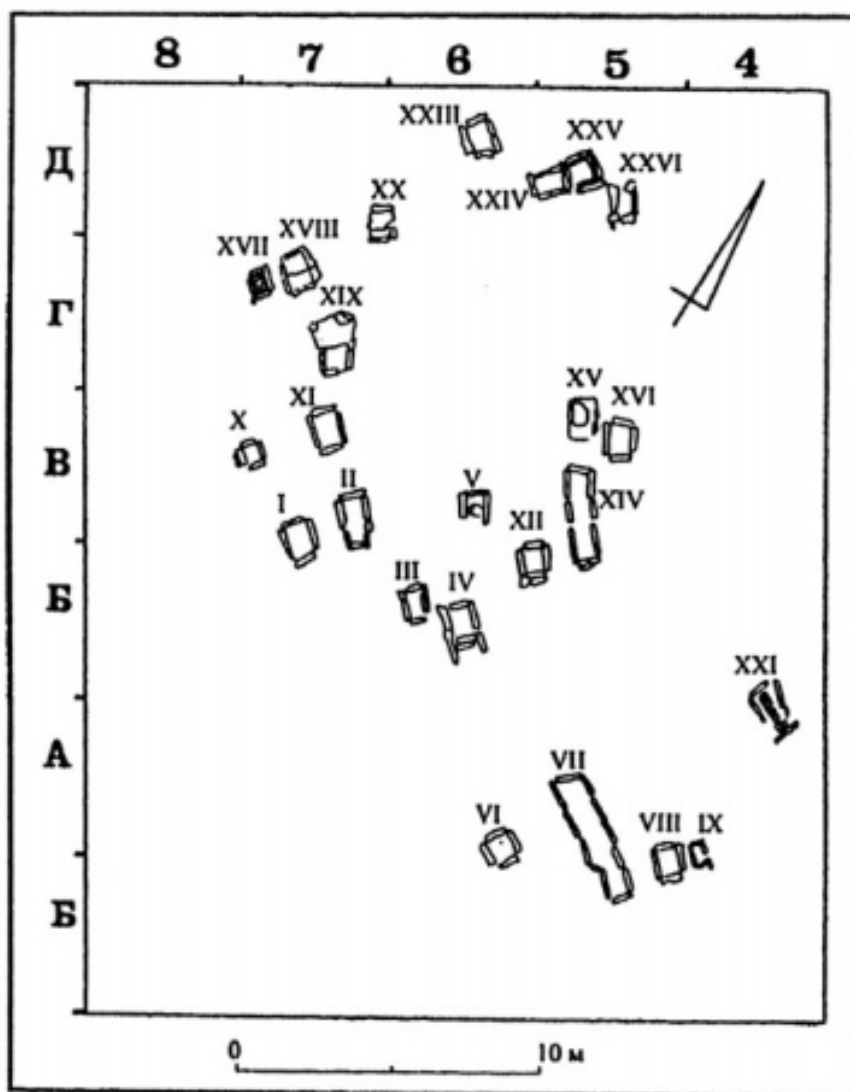 8 7 6 5 4
XXIII
XXV
Д
XXIV
XXVI
XX
XVIII
XVII
Г
XIX
XV
XI
XVI
X
В
II
V
XIV
I
XII
III
IV
Б
XXI
А
VII
VI
VIII
IX
Б
0 10 м